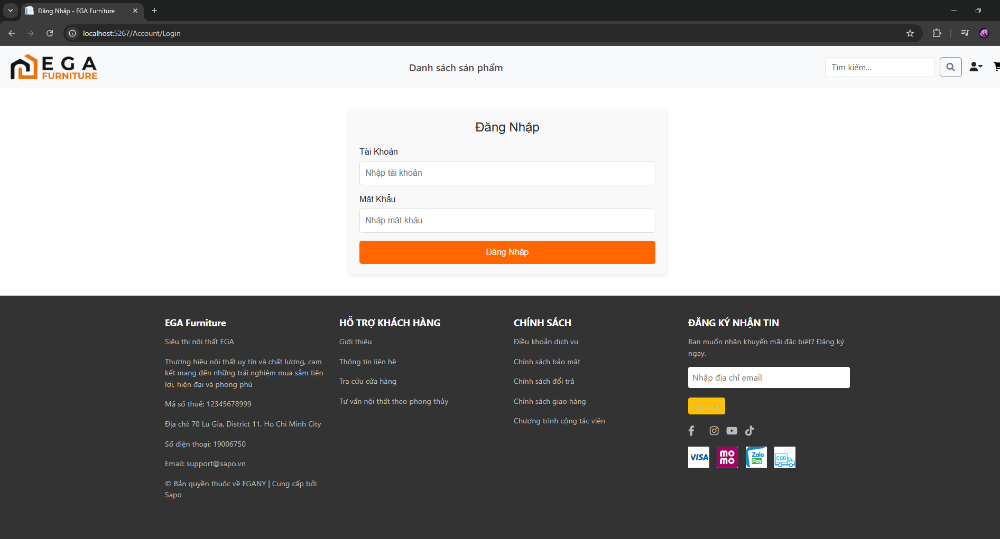 Đăng Nhập - EGA Furniture
localhost:5267/Account/Login
EGA
FURNITURE
Danh sách sản phẩm
Tìm kiếm...
Đăng Nhập
Tài Khoản
Nhập tài khoản
Mật Khẩu
Nhập mật khẩu
Đăng Nhập
EGA Furniture
Siêu thị nội thất EGA
Thương hiệu nội thất uy tín và chất lượng, cam
kết mang đến những trải nghiệm mua sắm tiện
lợi, hiện đại và phong phú
Mã số thuế: 12345678999
Địa chỉ: 70 Lu Gia, District 11, Ho Chi Minh City
Số điện thoại: 19006750
Email: support@sapo.vn
© Bản quyền thuộc về EGANY | Cung cấp bởi
Sapo
HỖ TRỢ KHÁCH HÀNG
Giới thiệu
Thông tin liên hệ
Tra cứu cửa hàng
Tư vấn nội thất theo phong thủy
CHÍNH SÁCH
Điều khoản dịch vụ
Chính sách bảo mật
Chính sách đổi trả
Chính sách giao hàng
Chương trình cộng tác viên
ĐĂNG KÝ NHẬN TIN
Bạn muốn nhận khuyến mãi đặc biệt? Đăng ký
ngay.
Nhập địa chỉ email
Đăng ký
VISA
mo
mo
Zalo
Pay
COD